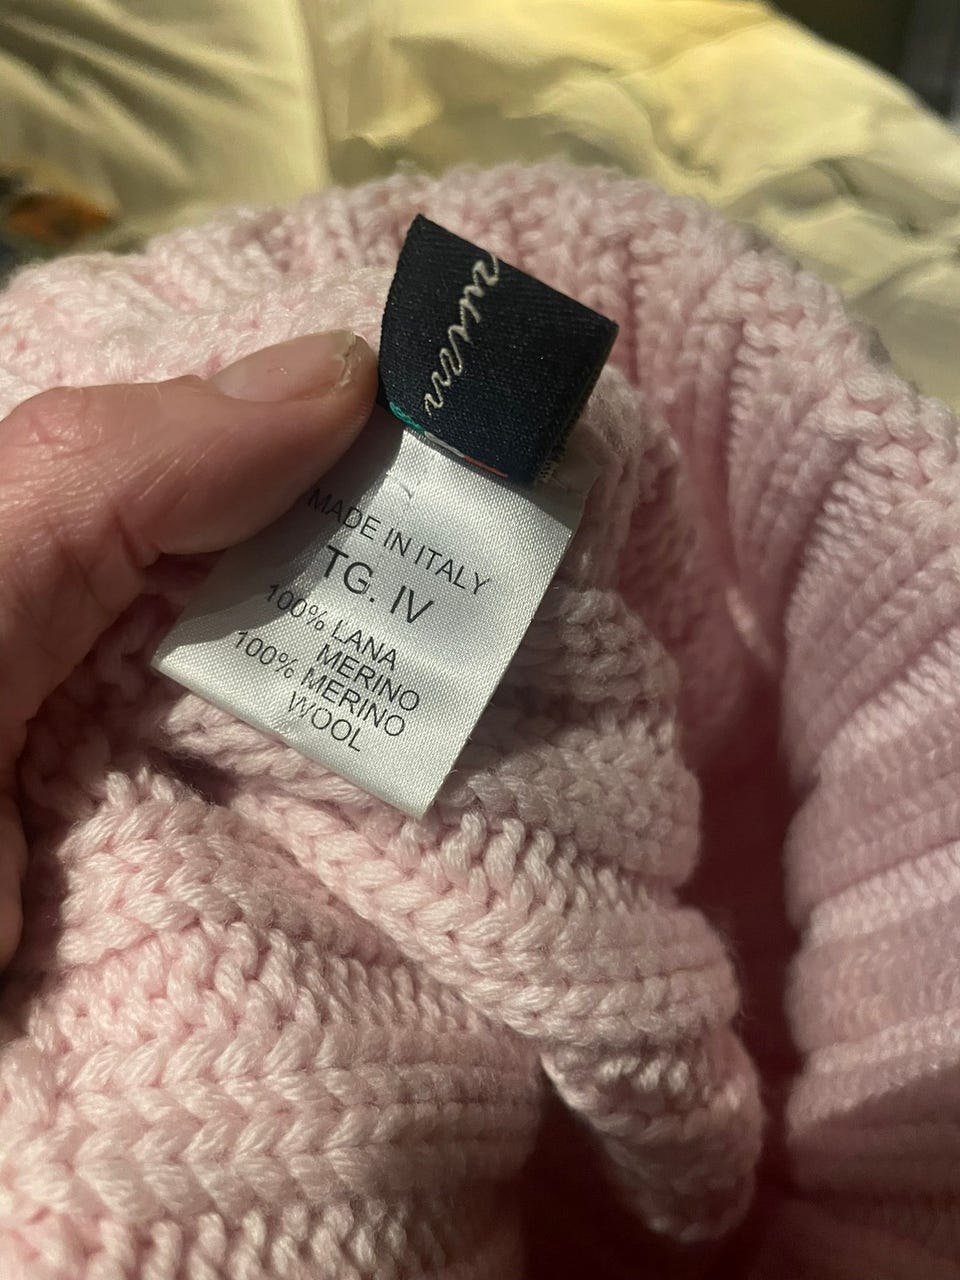 MADE IN ITALY
TG. IV
100% LANA
MERINO
100% MERINO
WOOL